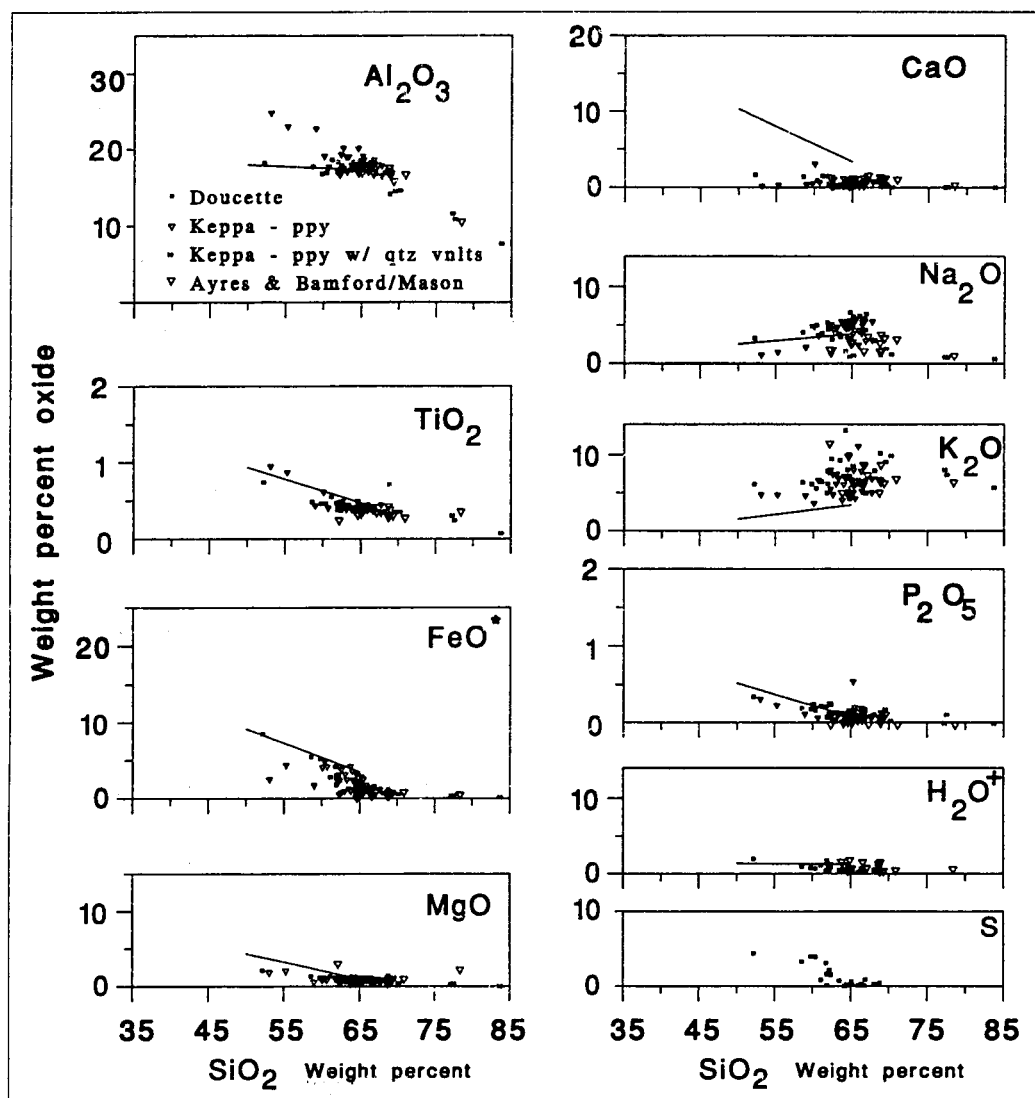 Weight percent oxide
Al2O3
30
20
10
▪ Doucette
▿ Keppa - ppy
▪ Keppa - ppy w/ qtz vnlts
▽ Ayres & Bamford/Mason
TiO2
2
1
0
FeO*
20
10
0
MgO
10
0
35 45 55 65 75 85
SiO2 Weight percent
CaO
20
10
0
Na2O
10
0
K2O
10
0
P2O5
2
1
0
H2O+
10
0
S
10
0
35 45 55 65 75 85
SiO2 Weight percent